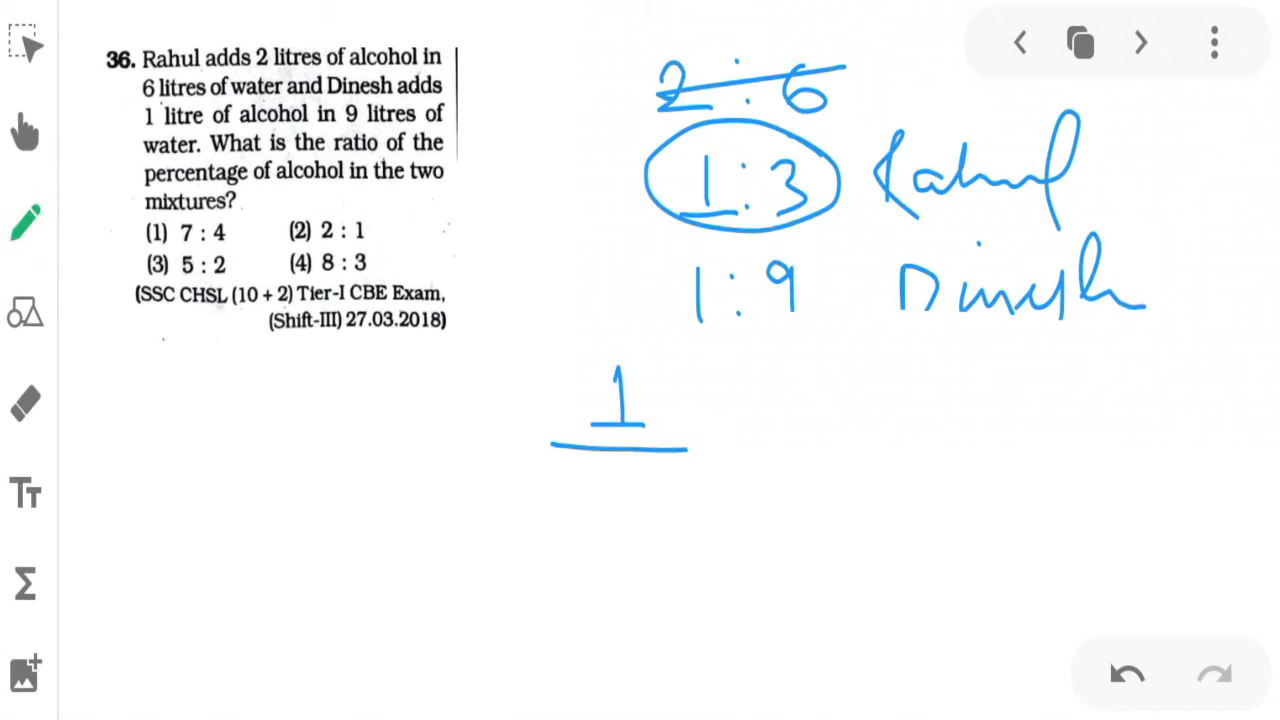 36. Rahul adds 2 litres of alcohol in
6 litres of water and Dinesh adds
1 litre of alcohol in 9 litres of
water. What is the ratio of the
percentage of alcohol in the two
mixtures?
(1) 7 : 4 (2) 2 : 1
(3) 5 : 2 (4) 8 : 3
(SSC CHSL (10 + 2) Tier-I CBE Exam,
(Shift-III) 27.03.2018)
2 : 6
1 : 3 Rahul
1 : 9 Dinesh
1
Tт
Σ